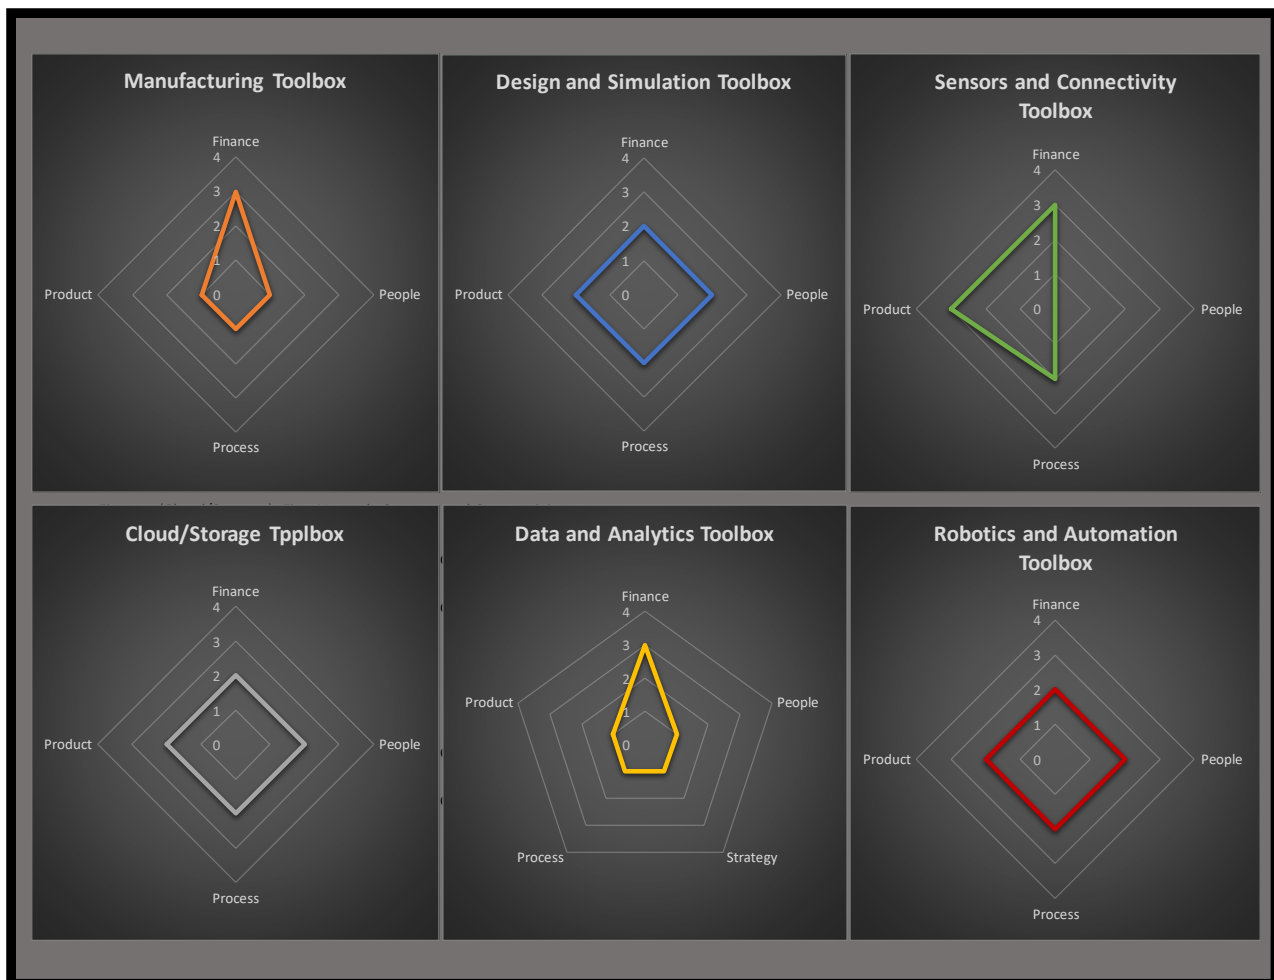 Manufacturing Toolbox
Finance
4
3
2
1
0
Product
People
Process
Design and Simulation Toolbox
Finance
4
3
2
1
0
Product
People
Process
Sensors and Connectivity
Toolbox
Finance
4
3
2
1
0
Product
People
Process
Cloud/Storage Tpplbox
Finance
4
3
2
1
0
Product
People
Process
Data and Analytics Toolbox
Finance
4
3
2
1
0
Product
People
Process
Strategy
Robotics and Automation
Toolbox
Finance
4
3
2
1
0
Product
People
Process